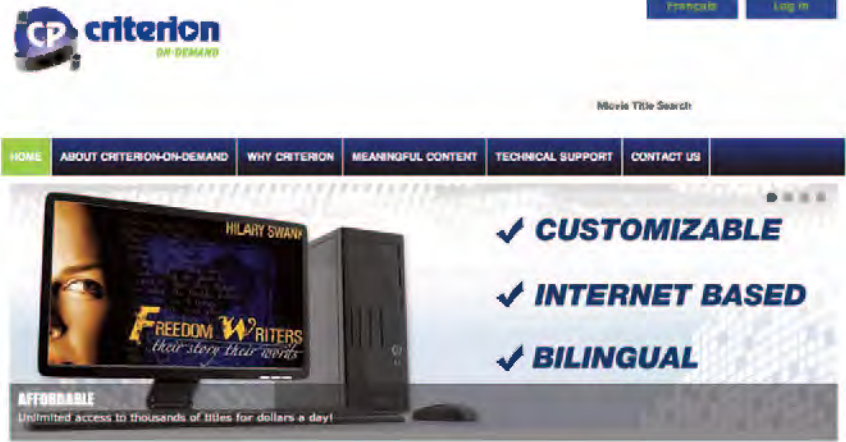 Français Log in
CP criterion
ON-DEMAND
Movie Title Search
HOME ABOUT CRITERION-ON-DEMAND WHY CRITERION MEANINGFUL CONTENT TECHNICAL SUPPORT CONTACT US
HILARY SWANK
FREEDOM WRITERS
their story their words
✓ CUSTOMIZABLE
✓ INTERNET BASED
✓ BILINGUAL
AFFORDABLE
Unlimited access to thousands of titles for dollars a day!